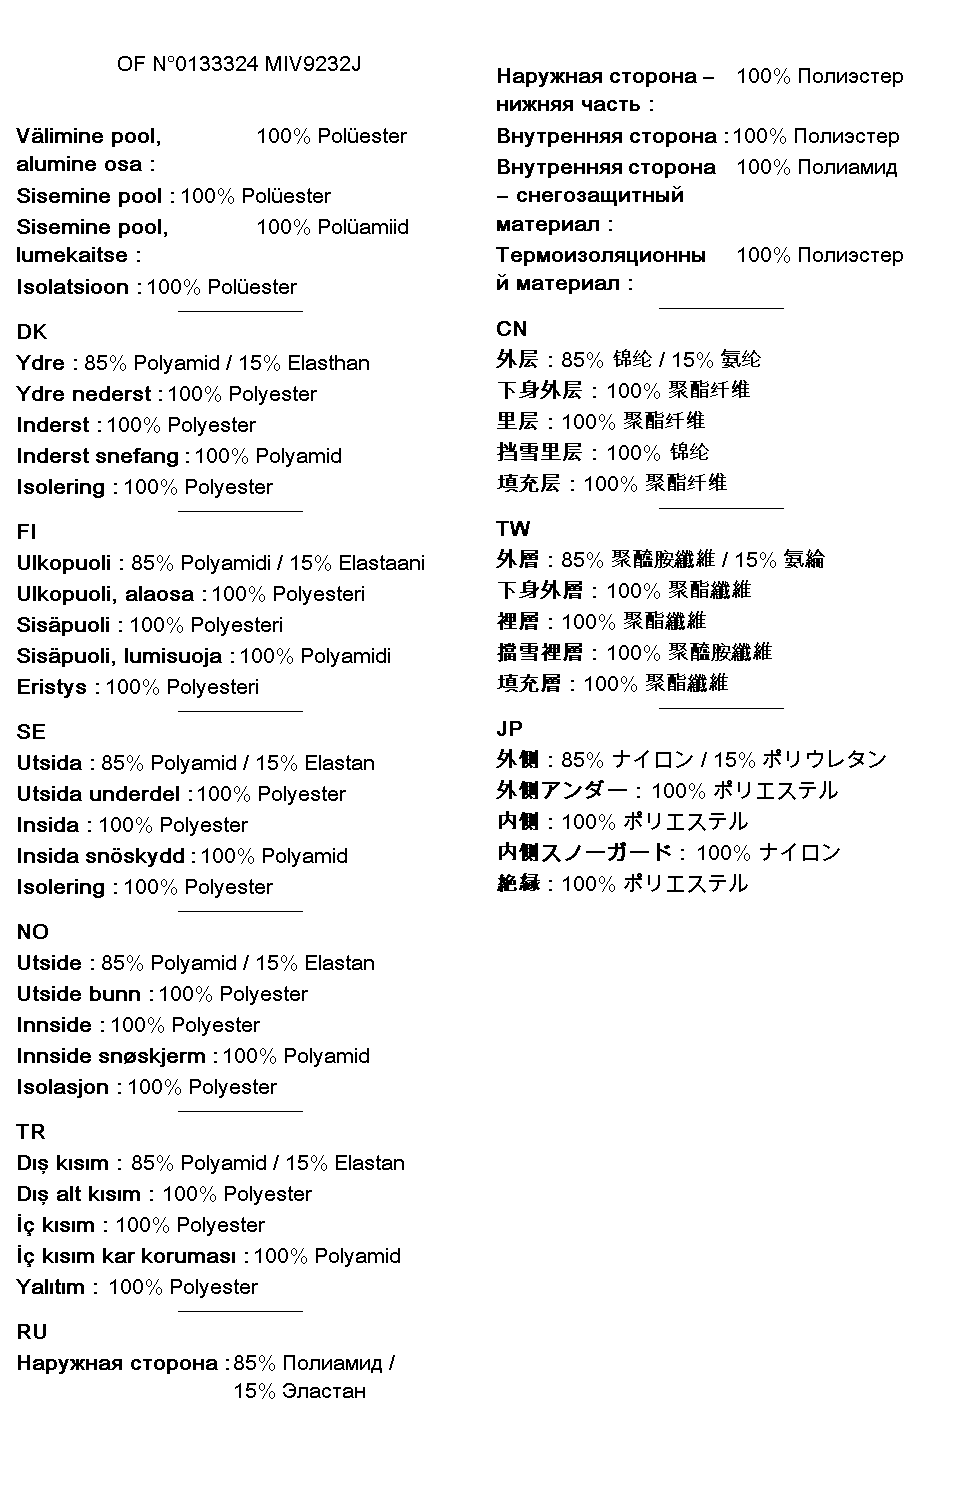 OF N°0133324 MIV9232J
Välimine pool, 100% Polüester
alumine osa :
Sisemine pool : 100% Polüester
Sisemine pool, 100% Polüamiid
lumekaitse :
Isolatsioon : 100% Polüester
DK
Ydre : 85% Polyamid / 15% Elasthan
Ydre nederst : 100% Polyester
Inderst : 100% Polyester
Inderst snefang : 100% Polyamid
Isolering : 100% Polyester
FI
Ulkopuoli : 85% Polyamidi / 15% Elastaani
Ulkopuoli, alaosa : 100% Polyesteri
Sisäpuoli : 100% Polyesteri
Sisäpuoli, lumisuoja : 100% Polyamidi
Eristys : 100% Polyesteri
SE
Utsida : 85% Polyamid / 15% Elastan
Utsida underdel : 100% Polyester
Insida : 100% Polyester
Insida snöskydd : 100% Polyamid
Isolering : 100% Polyester
NO
Utside : 85% Polyamid / 15% Elastan
Utside bunn : 100% Polyester
Innside : 100% Polyester
Innside snøskjerm : 100% Polyamid
Isolasjon : 100% Polyester
TR
Dış kısım : 85% Polyamid / 15% Elastan
Dış alt kısım : 100% Polyester
İç kısım : 100% Polyester
İç kısım kar koruması : 100% Polyamid
Yalıtım : 100% Polyester
RU
Наружная сторона : 85% Полиамид /
15% Эластан
Наружная сторона – 100% Полиэстер
нижняя часть :
Внутренняя сторона : 100% Полиэстер
Внутренняя сторона 100% Полиамид
– снегозащитный
материал :
Термоизоляционны 100% Полиэстер
й материал :
CN
外层 : 85% 锦纶 / 15% 氨纶
下身外层 : 100% 聚酯纤维
里层 : 100% 聚酯纤维
挡雪里层 : 100% 锦纶
填充层 : 100% 聚酯纤维
TW
外層 : 85% 聚醯胺纖維 / 15% 氨綸
下身外層 : 100% 聚酯纖維
裡層 : 100% 聚酯纖維
擋雪裡層 : 100% 聚醯胺纖維
填充層 : 100% 聚酯纖維
JP
外側 : 85% ナイロン / 15% ポリウレタン
外側アンダー : 100% ポリエステル
内側 : 100% ポリエステル
内側スノーガード : 100% ナイロン
絶縁 : 100% ポリエステル